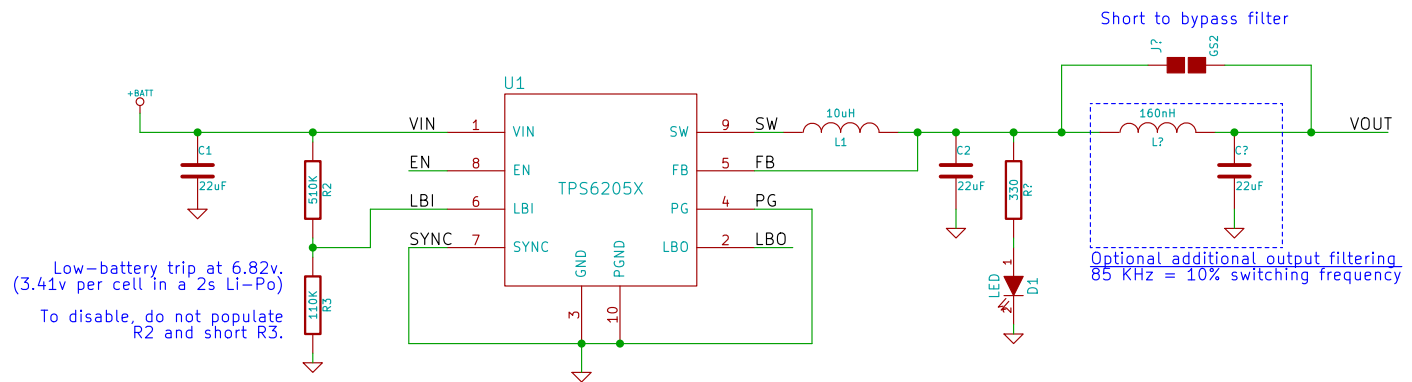 Short to bypass filter
J?
GS2
+BATT
U1
VIN
1
VIN
SW
9
SW
10uH
L1
160nH
L?
VOUT
C1
22uF
510K
R2
EN
8
EN
FB
5
FB
C2
22uF
330
R?
C?
22uF
TPS6205X
LBI
6
LBI
PG
4
PG
SYNC
7
SYNC
LBO
2
LBO
GND
PGND
3
10
Low-battery trip at 6.82v.
(3.41v per cell in a 2s Li-Po)
To disable, do not populate
R2 and short R3.
110K
R3
1
LED
D1
2
Optional additional output filtering
85 KHz = 10% switching frequency